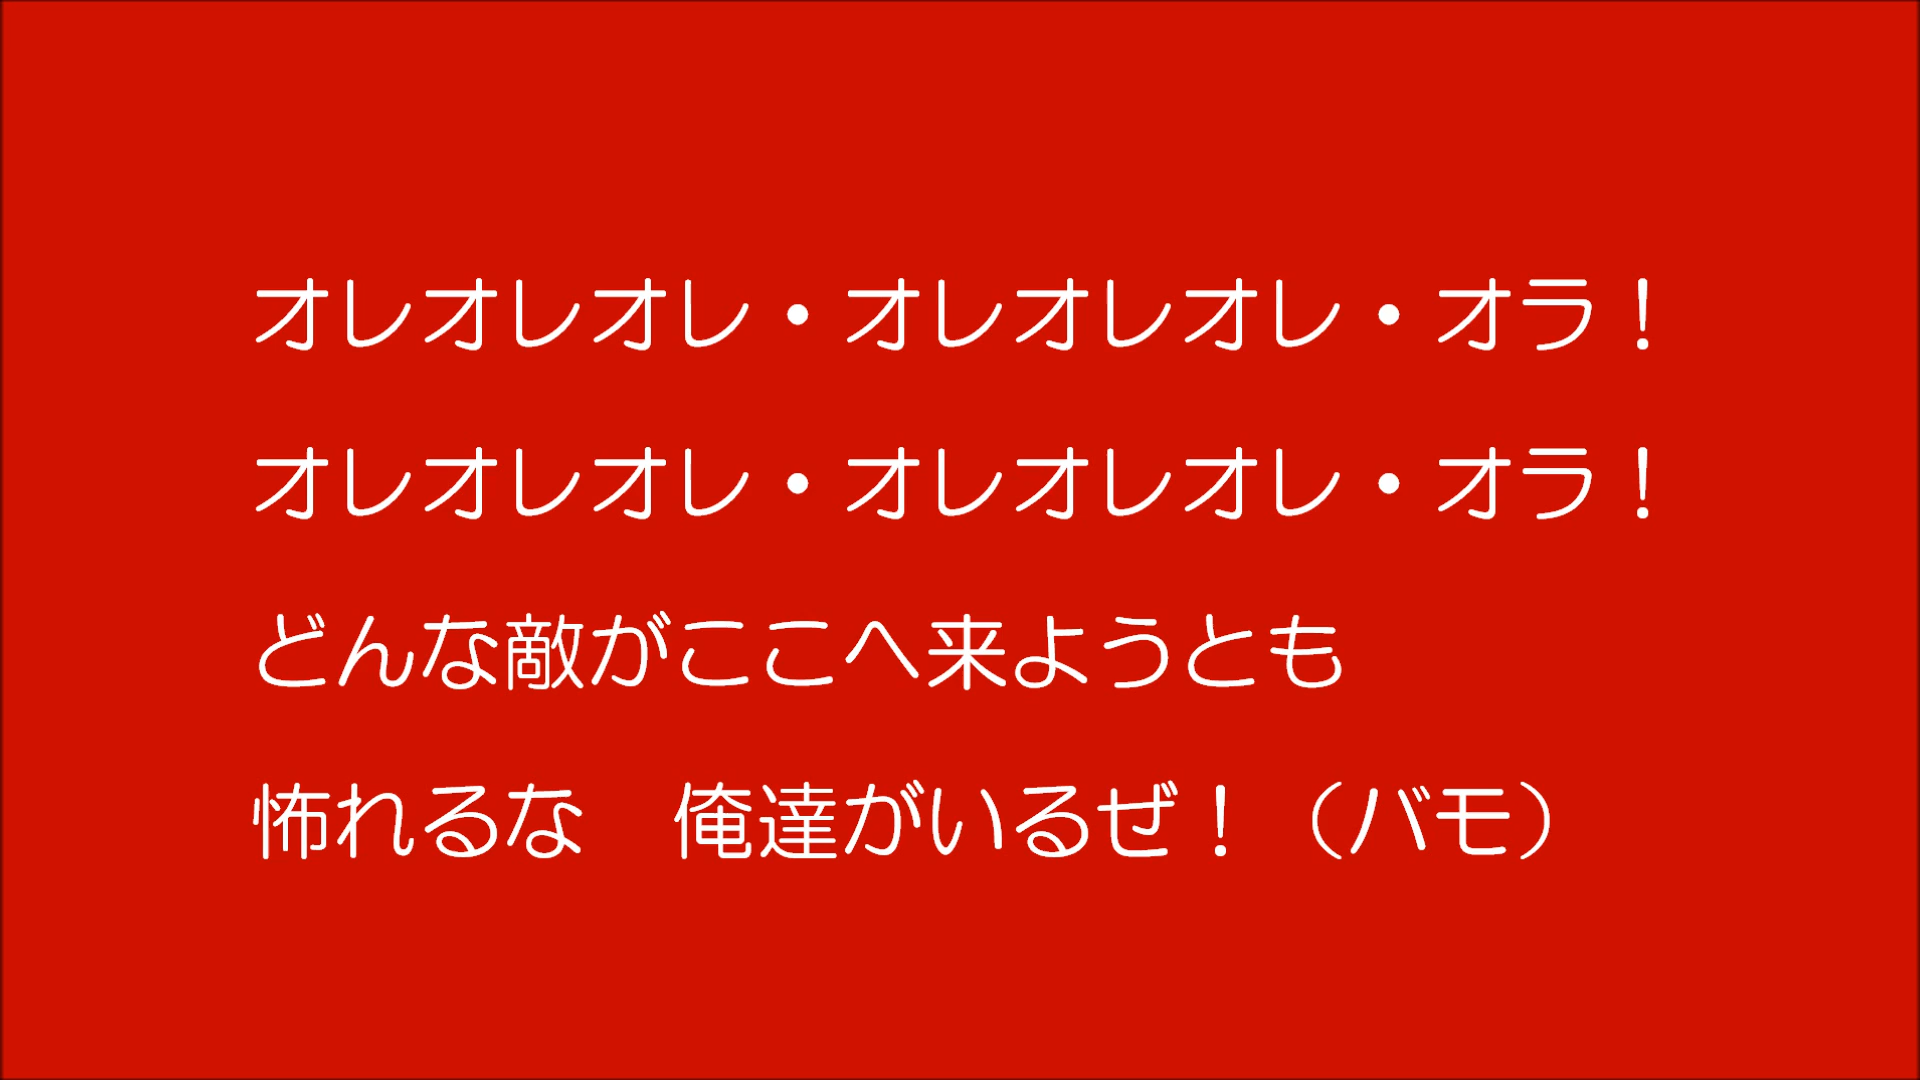 オレオレオレ・オレオレオレ・オラ！
オレオレオレ・オレオレオレ・オラ！
どんな敵がここへ来ようとも
怖れるな　俺達がいるぜ！（バモ）